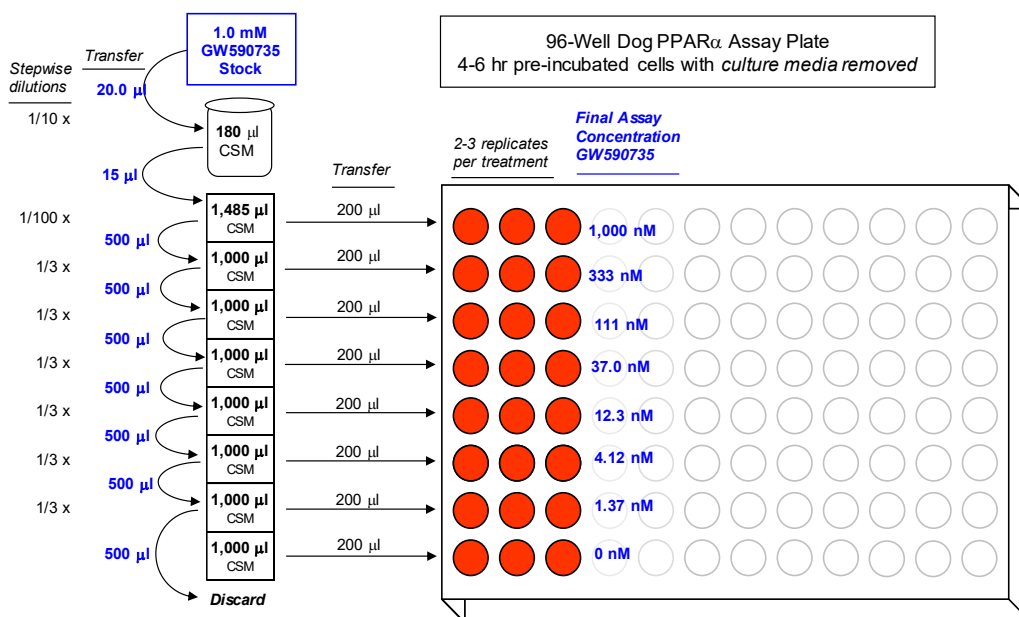 1.0 mM
GW590735
Stock
96-Well Dog PPARα Assay Plate
4-6 hr pre-incubated cells with culture media removed
Stepwise
dilutions
Transfer
20.0 µl
1/10 x
180 µl
CSM
15 µl
Transfer
2-3 replicates
per treatment
Final Assay
Concentration
GW590735
1/100 x
1,485 µl
CSM
200 µl
1,000 nM
500 µl
1/3 x
1,000 µl
CSM
200 µl
333 nM
500 µl
1/3 x
1,000 µl
CSM
200 µl
111 nM
500 µl
1/3 x
1,000 µl
CSM
200 µl
37.0 nM
500 µl
1/3 x
1,000 µl
CSM
200 µl
12.3 nM
500 µl
1/3 x
1,000 µl
CSM
200 µl
4.12 nM
500 µl
1/3 x
1,000 µl
CSM
200 µl
1.37 nM
500 µl
1,000 µl
CSM
200 µl
0 nM
Discard